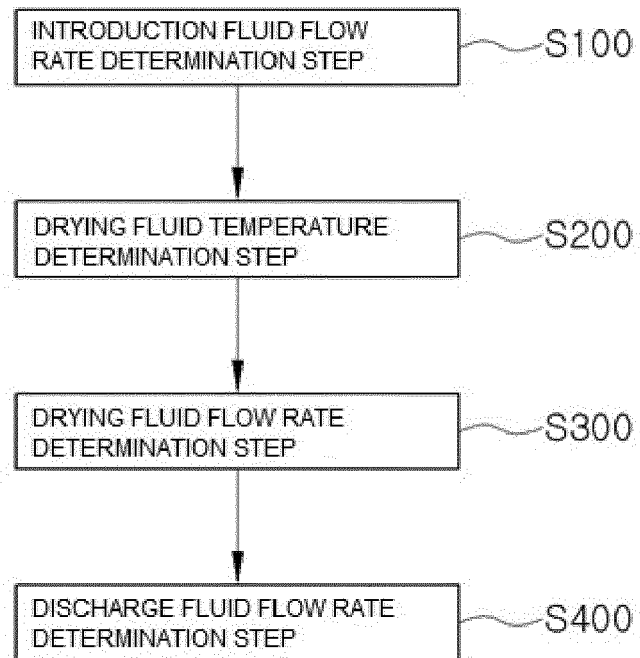 INTRODUCTION FLUID FLOW
RATE DETERMINATION STEP
S100
DRYING FLUID TEMPERATURE
DETERMINATION STEP
S200
DRYING FLUID FLOW RATE
DETERMINATION STEP
S300
DISCHARGE FLUID FLOW RATE
DETERMINATION STEP
S400